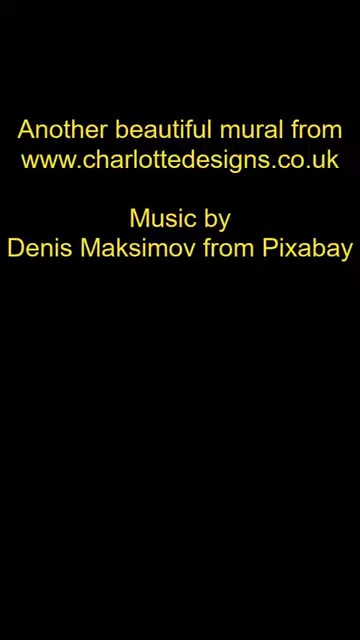 Another beautiful mural from
www.charlottedesigns.co.uk
Music by
Denis Maksimov from Pixabay